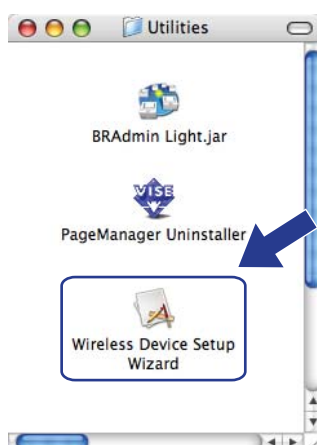 Utilities
BRAdmin Light.jar
VISE
PageManager Uninstaller
Wireless Device Setup
Wizard